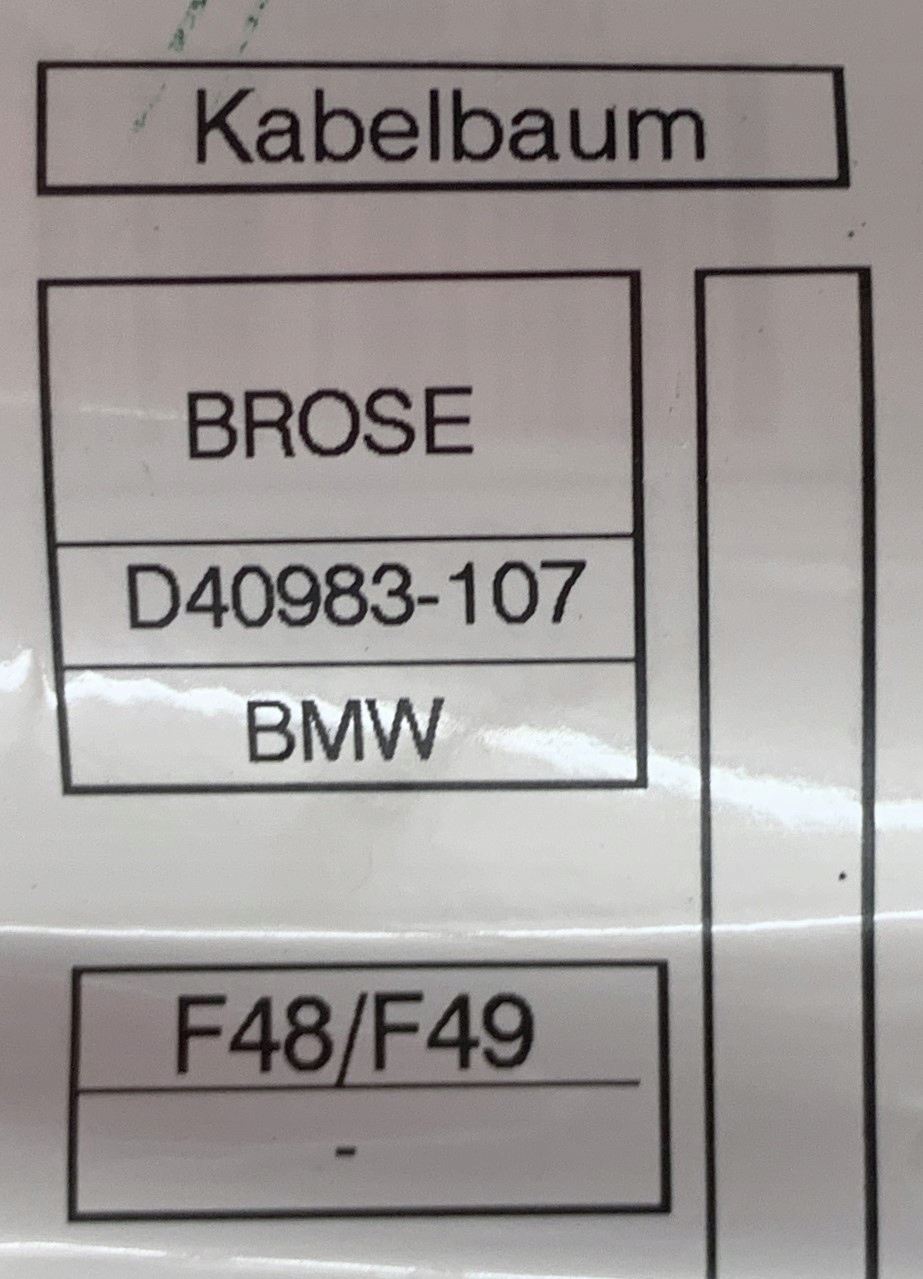 Kabelbaum
BROSE
D40983-107
BMW
F48/F49
-